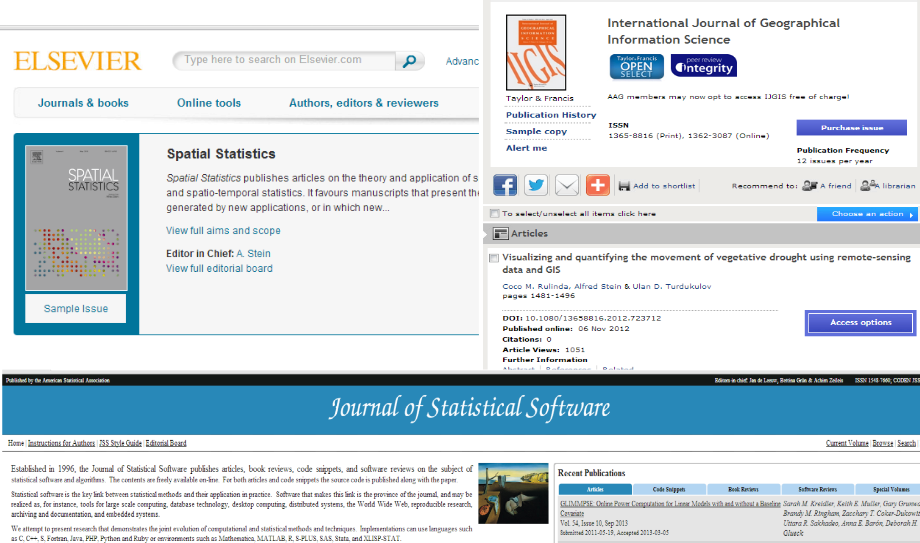 ELSEVIER
Type here to search on Elsevier.com
Advanc
Journals & books
Online tools
Authors, editors & reviewers
SPATIAL
STATISTICS
Sample Issue
Spatial Statistics
Spatial Statistics publishes articles on the theory and application of s
and spatio-temporal statistics. It favours manuscripts that present the
generated by new applications, or in which new...
View full aims and scope
Editor in Chief: A. Stein
View full editorial board
IJGIS
Taylor & Francis
Publication History
Sample copy
Alert me
International Journal of Geographical
Information Science
Taylor & Francis
OPEN
SELECT
peer review
integrity
AAG members may now opt to access IJGIS free of charge!
ISSN
1365-8816 (Print), 1362-3087 (Online)
Purchase issue
Publication Frequency
12 issues per year
Add to shortlist
Recommend to:
A friend
A librarian
To select/unselect all items click here
Choose an action
Articles
Visualizing and quantifying the movement of vegetative drought using remote-sensing
data and GIS
Coco M. Rulinda, Alfred Stein & Ulan D. Turdukulov
pages 1481-1496
DOI: 10.1080/13658816.2012.723712
Published online: 06 Nov 2012
Citations: 0
Article Views: 1051
Further Information
Access options
Published by the American Statistical Association
Editors-in-chief: Jan de Leeuw, Bettina Grün & Achim Zeileis
ISSN 1548-7660; CODEN JSS
Journal of Statistical Software
Home | Instructions for Authors | JSS Style Guide | Editorial Board
Current Volume | Browse | Search |
Established in 1996, the Journal of Statistical Software publishes articles, book reviews, code snippets, and software reviews on the subject of
statistical software and algorithms. The contents are freely available on-line. For both articles and code snippets the source code is published along with the paper.
Statistical software is the key link between statistical methods and their application in practice. Software that makes this link is the province of the journal, and may be
realized as, for instance, tools for large scale computing, database technology, desktop computing, distributed systems, the World Wide Web, reproducible research,
archiving and documentation, and embedded systems.
We attempt to present research that demonstrates the joint evolution of computational and statistical methods and techniques. Implementations can use languages such
as C, C++, S, Fortran, Java, PHP, Python and Ruby or environments such as Mathematica, MATLAB, R, S-PLUS, SAS, Stata, and XLISP-STAT.
Recent Publications
Articles
Code Snippets
Book Reviews
Software Reviews
Special Volumes
GLIMMPSE: Online Power Computation for Linear Models with and without a Baseline
Covariate
Vol. 54, Issue 10, Sep 2013
Submitted 2011-05-19, Accepted 2013-03-05
Sarah M. Kreidler, Keith E. Muller, Gary Grunwa
Brandy M. Ringham, Zacchary T. Coker-Dukowit
Uttara R. Sakhadeo, Anna E. Barón, Deborah H.
Glueck